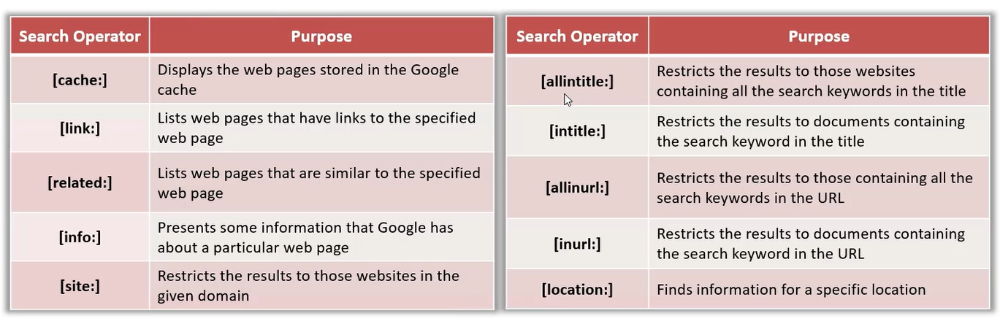 Search Operator
Purpose
[cache:]
Displays the web pages stored in the Google
cache
[link:]
Lists web pages that have links to the specified
web page
[related:]
Lists web pages that are similar to the specified
web page
[info:]
Presents some information that Google has
about a particular web page
[site:]
Restricts the results to those websites in the
given domain
Search Operator
Purpose
[allintitle:]
Restricts the results to those websites
containing all the search keywords in the title
[intitle:]
Restricts the results to documents containing
the search keyword in the title
[allinurl:]
Restricts the results to those containing all the
search keywords in the URL
[inurl:]
Restricts the results to documents containing
the search keyword in the URL
[location:]
Finds information for a specific location